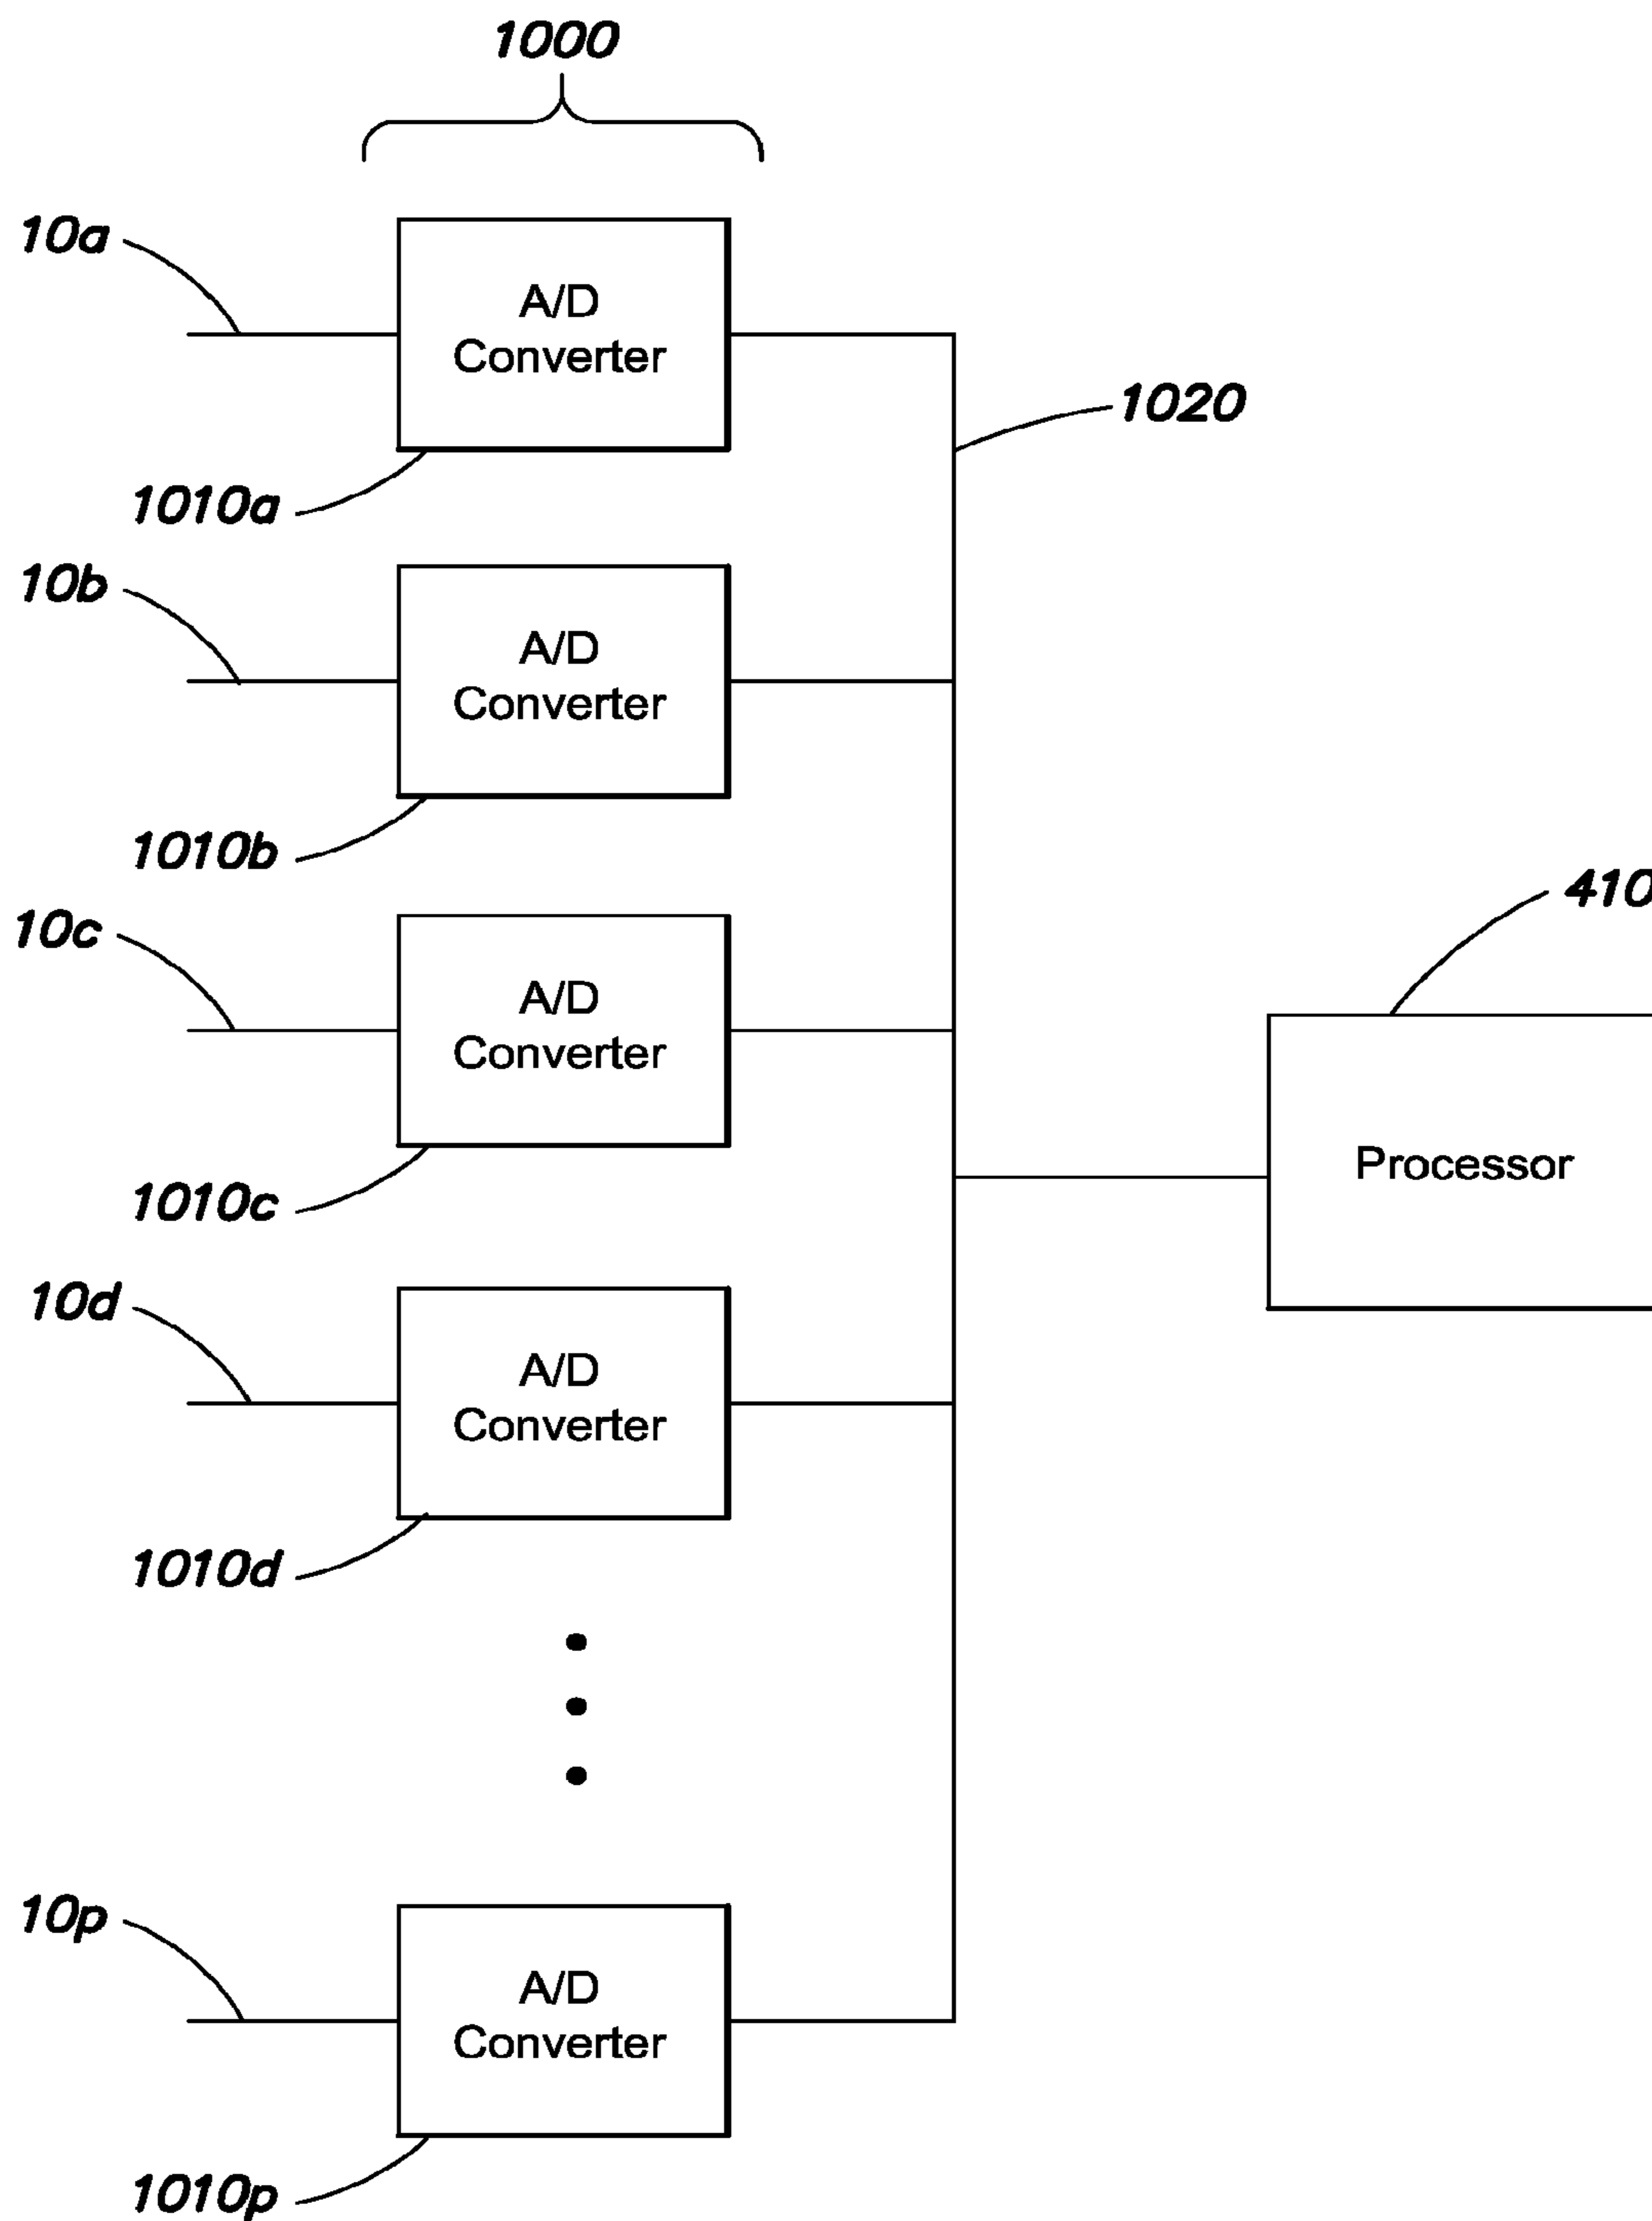 1000
10a
A/D
Converter
1020
1010a
10b
A/D
Converter
1010b
410
10c
A/D
Converter
Processor
1010c
10d
A/D
Converter
1010d
10p
A/D
Converter
1010p